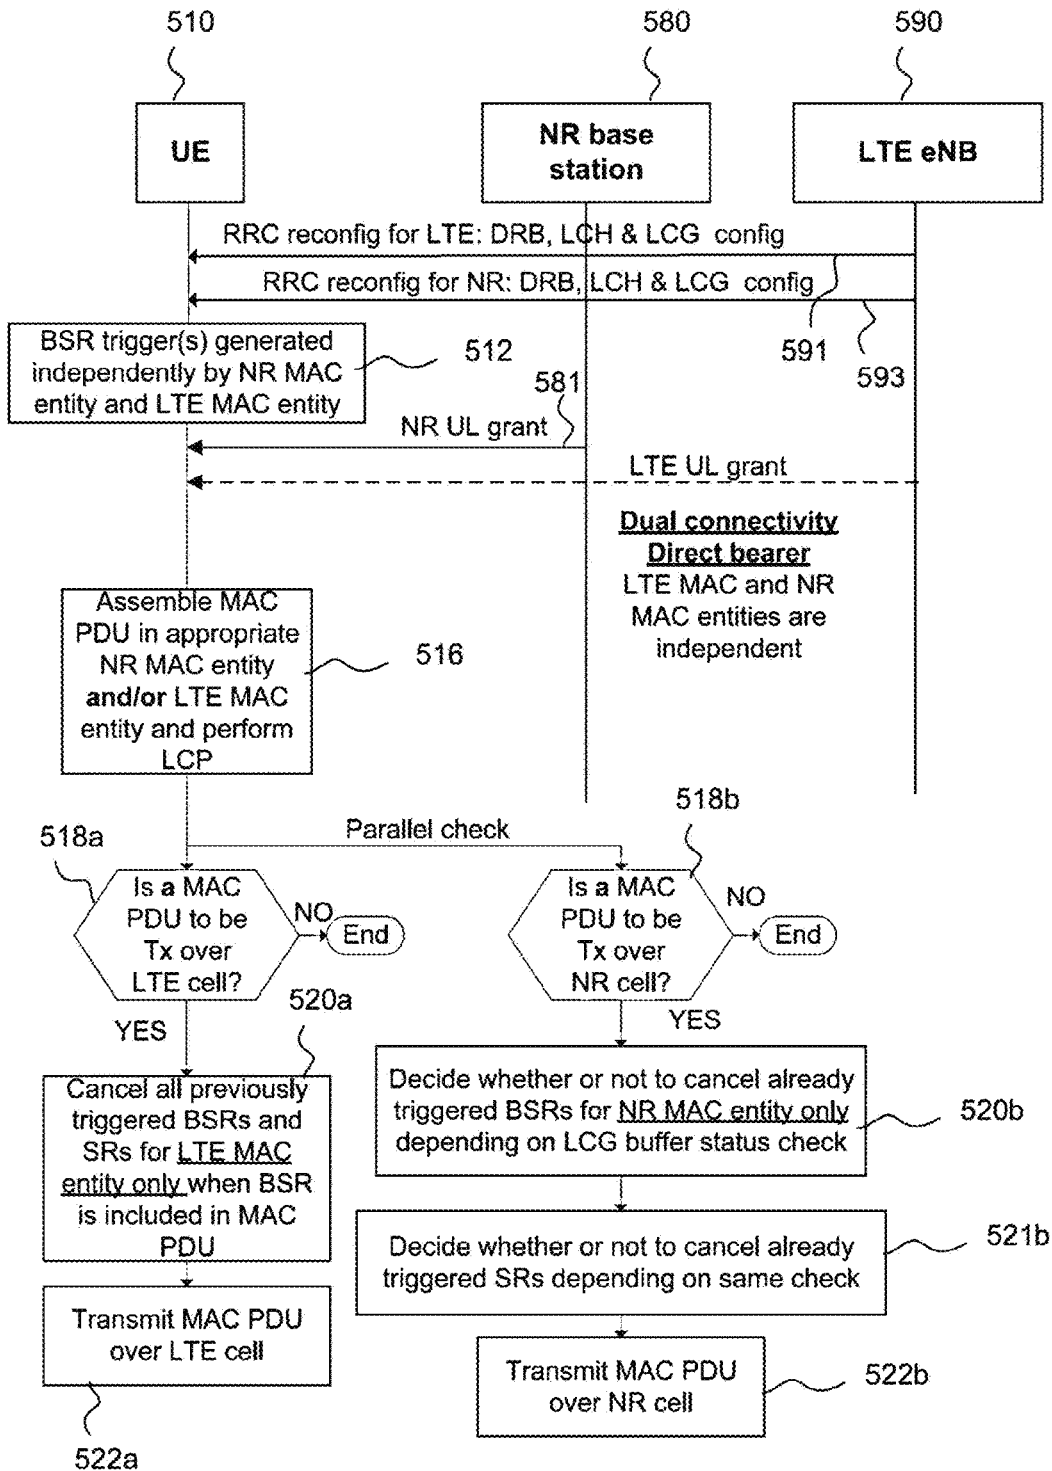 510
580
590
UE
NR base
station
LTE eNB
RRC reconfig for LTE: DRB, LCH & LCG config
RRC reconfig for NR: DRB, LCH & LCG config
591
593
BSR trigger(s) generated
independently by NR MAC
entity and LTE MAC entity
512
581
NR UL grant
LTE UL grant
Dual connectivity
Direct bearer
LTE MAC and NR
MAC entities are
independent
Assemble MAC
PDU in appropriate
NR MAC entity
and/or LTE MAC
entity and perform
LCP
516
518a
Parallel check
518b
Is a MAC
PDU to be
Tx over
LTE cell?
NO
End
YES
Is a MAC
PDU to be
Tx over
NR cell?
NO
End
YES
520a
Cancel all previously
triggered BSRs and
SRs for LTE MAC
entity only when BSR
is included in MAC
PDU
Decide whether or not to cancel already
triggered BSRs for NR MAC entity only
depending on LCG buffer status check
520b
Decide whether or not to cancel already
triggered SRs depending on same check
521b
Transmit MAC PDU
over LTE cell
522a
Transmit MAC PDU
over NR cell
522b